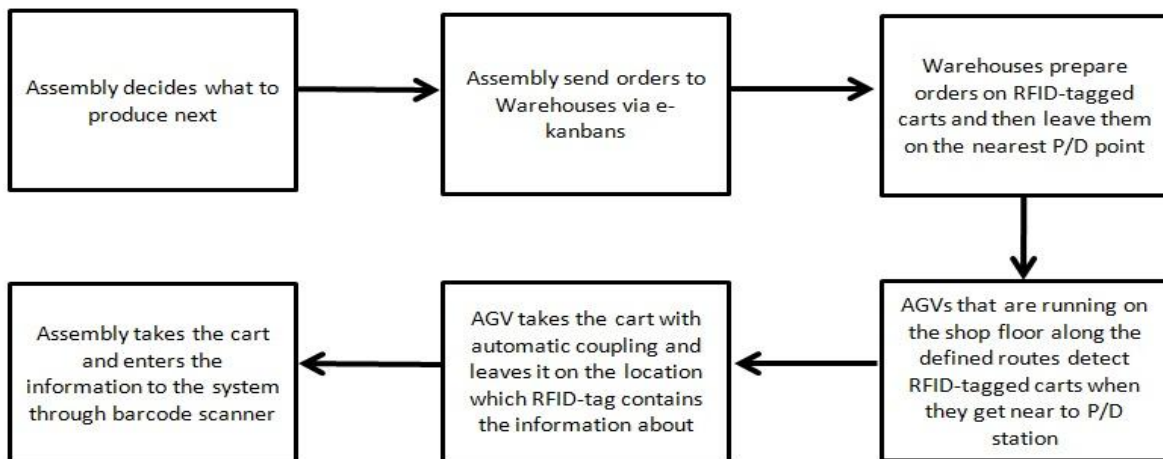 Assembly decides what to
produce next
Assembly send orders to
Warehouses via e-
kanbans
Warehouses prepare
orders on RFID-tagged
carts and then leave them
on the nearest P/D point
AGVs that are running on
the shop floor along the
defined routes detect
RFID-tagged carts when
they get near to P/D
station
AGV takes the cart with
automatic coupling and
leaves it on the location
which RFID-tag contains
the information about
Assembly takes the cart
and enters the
information to the system
through barcode scanner